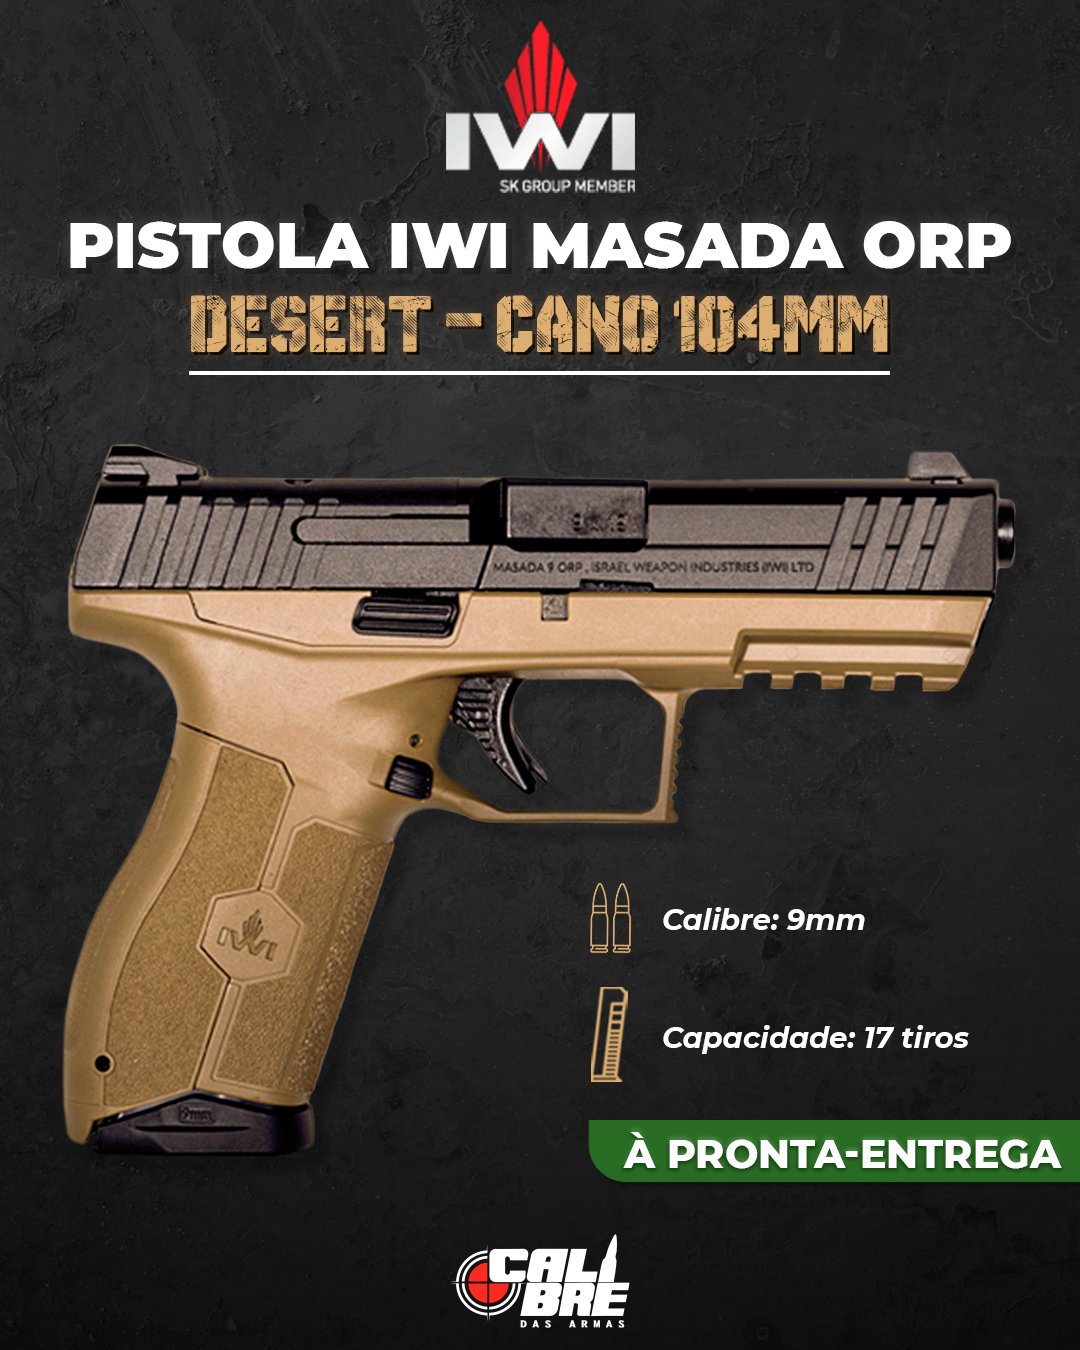 IWI
SK GROUP MEMBER
PISTOLA IWI MASADA ORP
DESERT - CANO 104MM
9x19
MASADA 9 ORP . ISRAEL WEAPON INDUSTRIES (IWI) LTD
IWI
Calibre: 9mm
Capacidade: 17 tiros
9mm
À PRONTA-ENTREGA
CALIBRE
DAS ARMAS